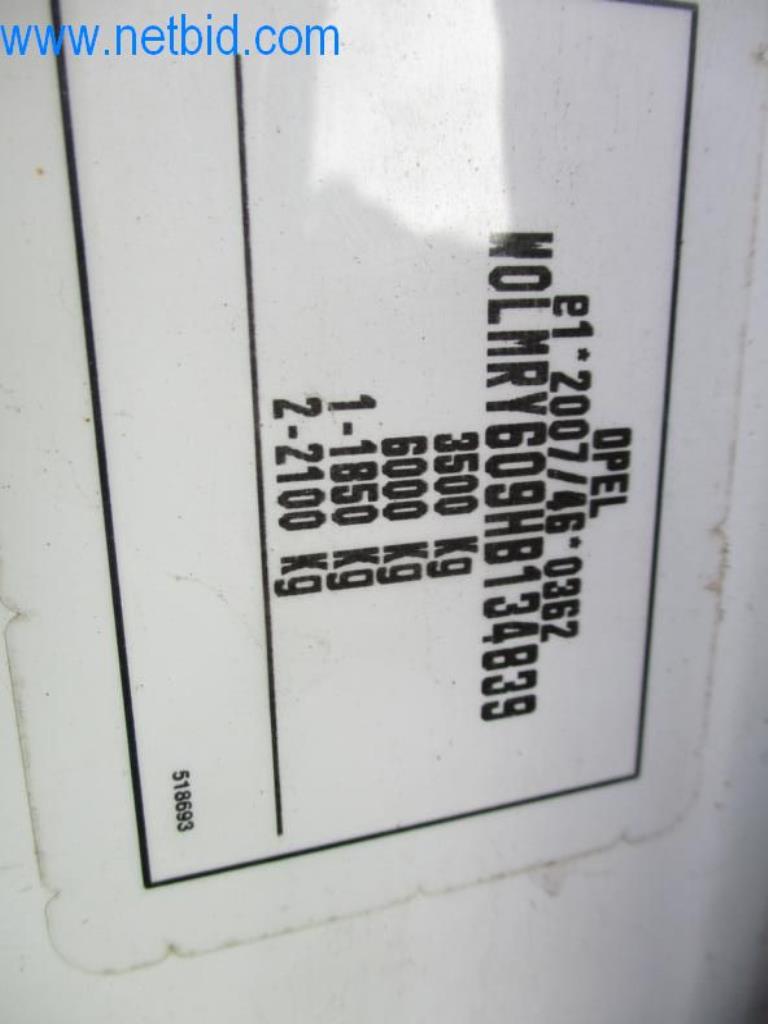 www.netbid.com
OPEL
e1*2007/46*0362
W0LMRY609HB134839
3500 Kg
6000 Kg
1-1850 Kg
2-2100 Kg
518693